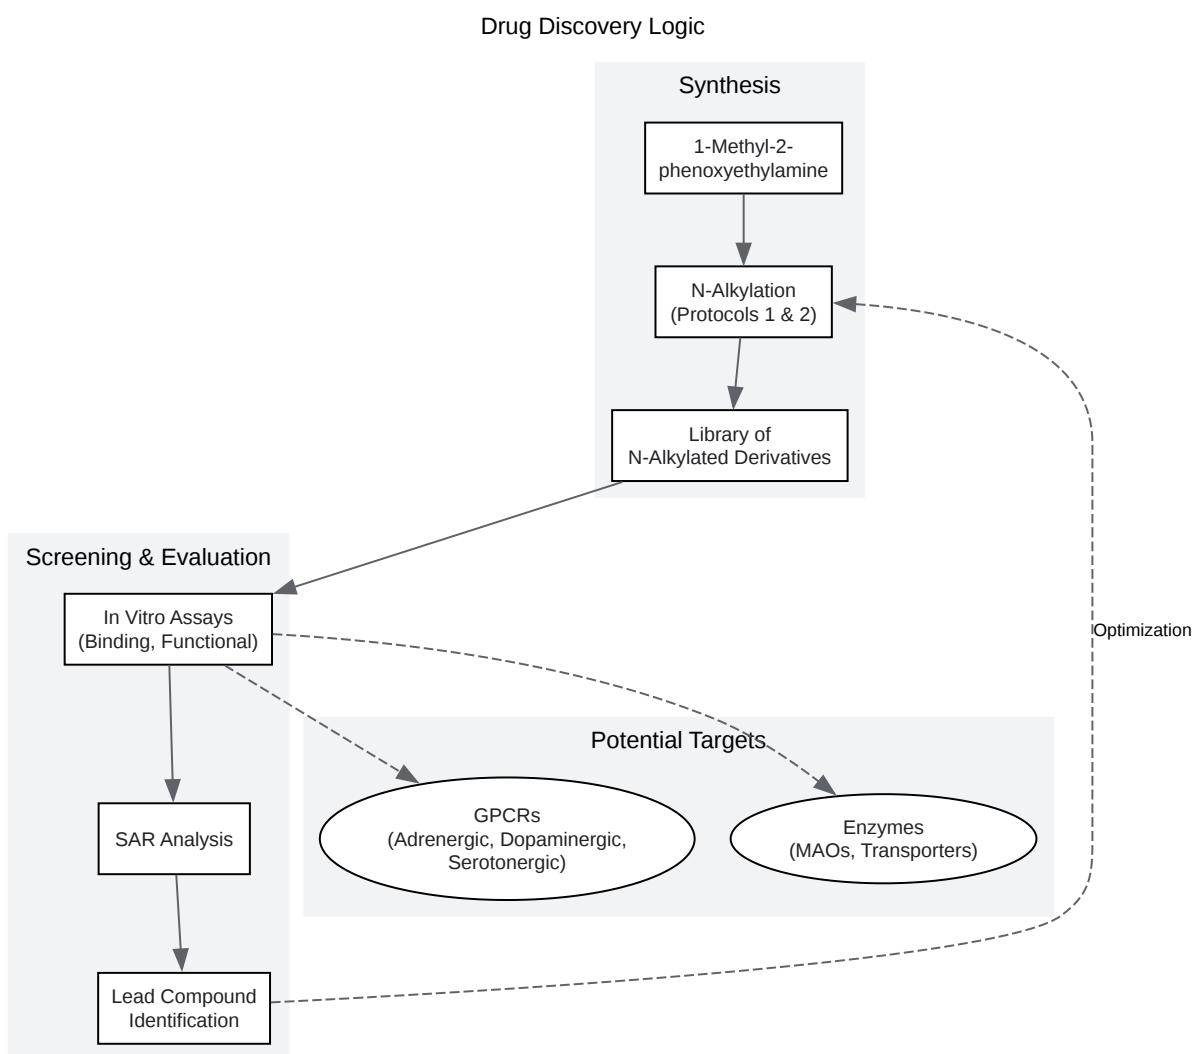 Drug Discovery Logic
Synthesis
1-Methyl-2-
phenoxyethylamine
N-Alkylation
(Protocols 1 & 2)
Library of
N-Alkylated Derivatives
Screening & Evaluation
In Vitro Assays
(Binding, Functional)
Optimization
Potential Targets
GPCRs
(Adrenergic, Dopaminergic,
Serotonergic)
Enzymes
(MAOs, Transporters)
SAR Analysis
Lead Compound
Identification